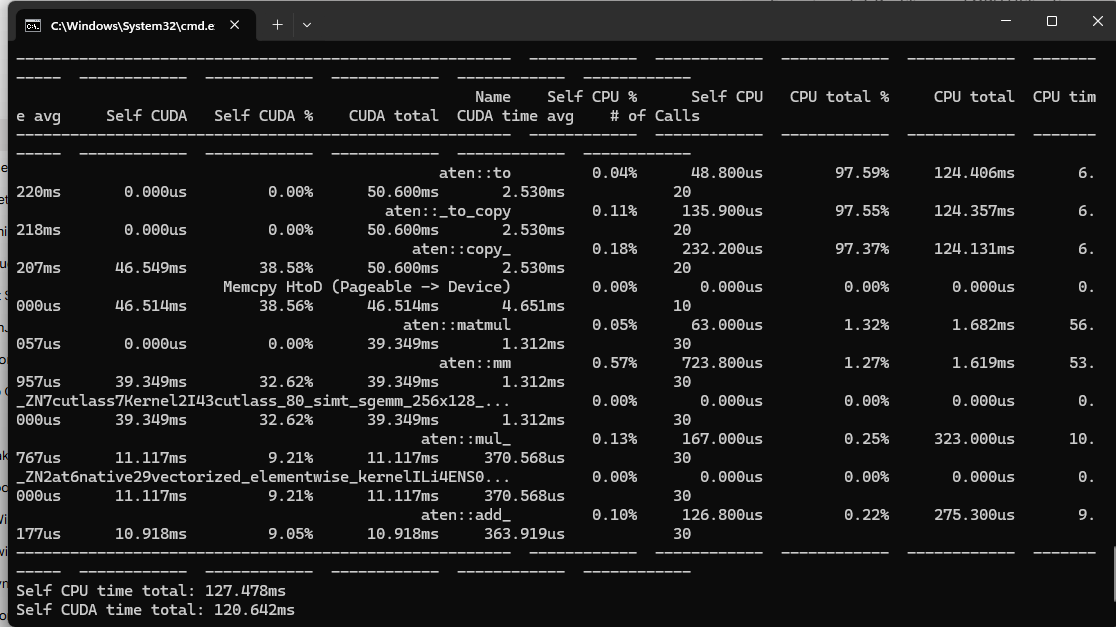 C:\Windows\System32\cmd.e
---------------------------------------------------------  ------------  ------------  ------------  ------------  -------
-----  ------------  ------------  ------------  ------------  ------------
Name    Self CPU %      Self CPU   CPU total %     CPU total  CPU tim
e avg     Self CUDA   Self CUDA %    CUDA total  CUDA time avg    # of Calls
---------------------------------------------------------  ------------  ------------  ------------  ------------  -------
-----  ------------  ------------  ------------  ------------  ------------
aten::to         0.04%      48.800us        97.59%     124.406ms       6.
220ms       0.000us         0.00%      50.600ms       2.530ms            20
aten::_to_copy         0.11%     135.900us        97.55%     124.357ms       6.
218ms       0.000us         0.00%      50.600ms       2.530ms            20
aten::copy_         0.18%     232.200us        97.37%     124.131ms       6.
207ms      46.549ms        38.58%      50.600ms       2.530ms            20
Memcpy HtoD (Pageable -> Device)         0.00%       0.000us         0.00%       0.000us       0.
000us      46.514ms        38.56%      46.514ms       4.651ms            10
aten::matmul         0.05%      63.000us         1.32%       1.682ms      56.
057us       0.000us         0.00%      39.349ms       1.312ms            30
aten::mm         0.57%     723.800us         1.27%       1.619ms      53.
957us      39.349ms        32.62%      39.349ms       1.312ms            30
_ZN7cutlass7Kernel2I43cutlass_80_simt_sgemm_256x128_...         0.00%       0.000us         0.00%       0.000us       0.
000us      39.349ms        32.62%      39.349ms       1.312ms            30
aten::mul_         0.13%     167.000us         0.25%     323.000us      10.
767us      11.117ms         9.21%      11.117ms     370.568us            30
_ZN2at6native29vectorized_elementwise_kernelILi4ENS0...         0.00%       0.000us         0.00%       0.000us       0.
000us      11.117ms         9.21%      11.117ms     370.568us            30
aten::add_         0.10%     126.800us         0.22%     275.300us       9.
177us      10.918ms         9.05%      10.918ms     363.919us            30
---------------------------------------------------------  ------------  ------------  ------------  ------------  -------
-----  ------------  ------------  ------------  ------------  ------------
Self CPU time total: 127.478ms
Self CUDA time total: 120.642ms